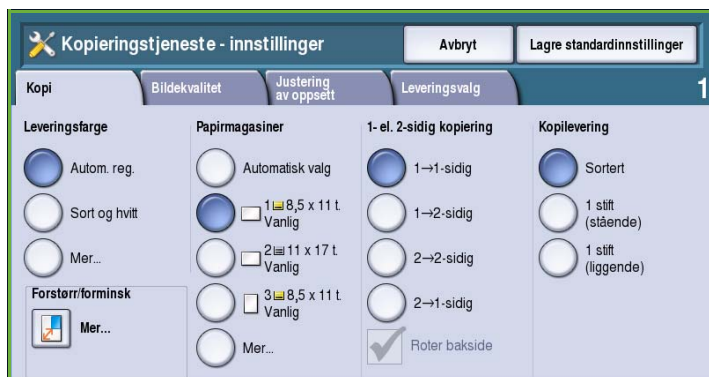 Kopieringstjeneste - innstillinger
Avbryt
Lagre standardinnstillinger
Kopi
Bildekvalitet
Justering
av oppsett
Leveringsvalg
1
Leveringsfarge
Autom. reg.
Sort og hvitt
Mer...
Forstørr/forminsk
Mer...
Papirmagasiner
Automatisk valg
1 8,5 x 11 t.
Vanlig
2 11 x 17 t.
Vanlig
3 8,5 x 11 t.
Vanlig
Mer...
1- el. 2-sidig kopiering
1→1-sidig
1→2-sidig
2→2-sidig
2→1-sidig
Roter bakside
Kopilevering
Sortert
1 stift
(stående)
1 stift
(liggende)